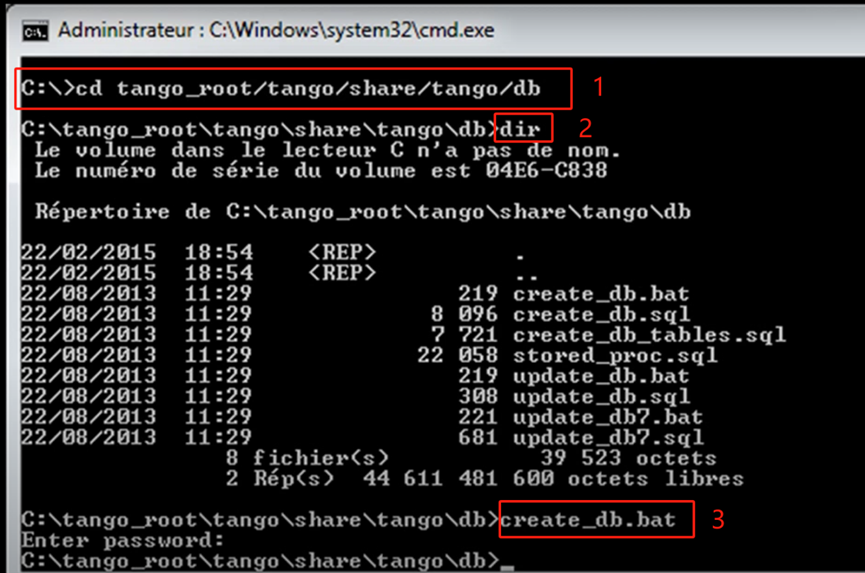 Administrateur : C:\Windows\system32\cmd.exe
C:\>cd tango_root/tango/share/tango/db 1
C:\tango_root\tango\share\tango\db>dir 2
Le volume dans le lecteur C n'a pas de nom.
Le numéro de série du volume est 04E6-C838
Répertoire de C:\tango_root\tango\share\tango\db
22/02/2015 18:54 <REP> .
22/02/2015 18:54 <REP> ..
22/08/2013 11:29 219 create_db.bat
22/08/2013 11:29 8 096 create_db.sql
22/08/2013 11:29 7 721 create_db_tables.sql
22/08/2013 11:29 22 058 stored_proc.sql
22/08/2013 11:29 219 update_db.bat
22/08/2013 11:29 308 update_db.sql
22/08/2013 11:29 221 update_db7.bat
22/08/2013 11:29 681 update_db7.sql
8 fichier(s) 39 523 octets
2 Rép(s) 44 611 481 600 octets libres
C:\tango_root\tango\share\tango\db>create_db.bat 3
Enter password:
C:\tango_root\tango\share\tango\db>_